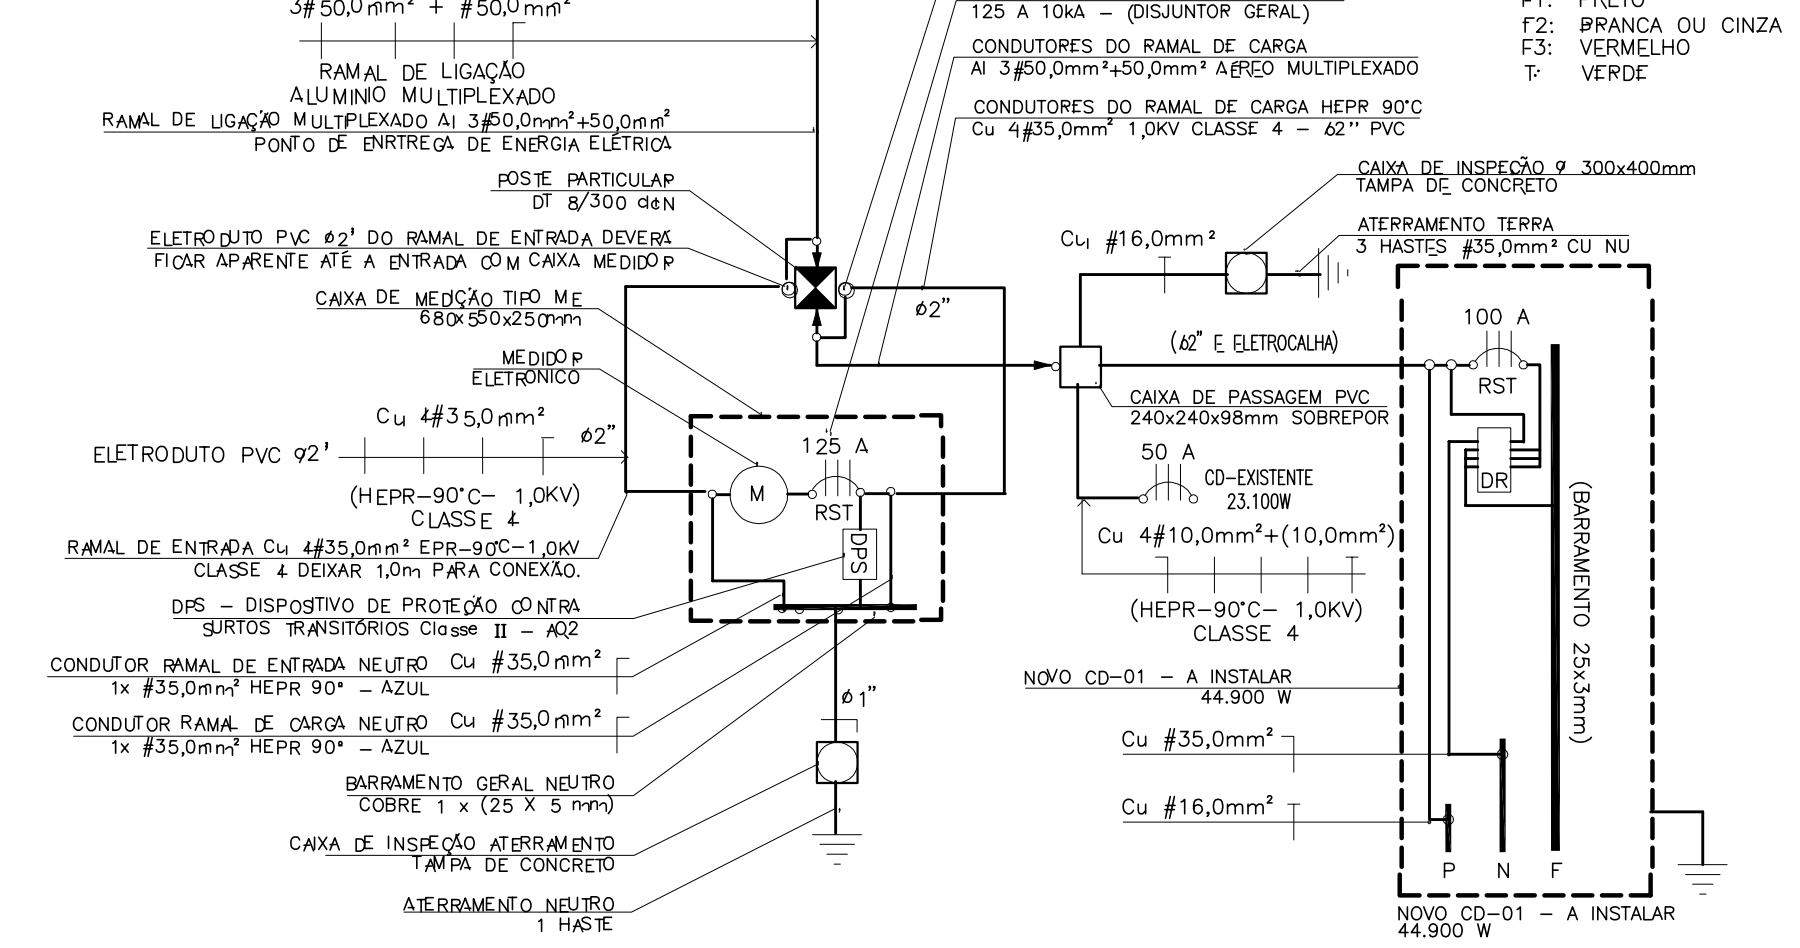 3#50,0mm² + #50,0mm²
RAMAL DE LIGAÇÃO
ALUMINIO MULTIPLEXADO
RAMAL DE LIGAÇÃO MULTIPLEXADO Al 3#50,0mm²+50,0mm²
PONTO DE ENRTREGA DE ENERGIA ELÉTRICA
POSTE PARTICULAR
DT 8/300 daN
ELETRODUTO PVC ø2' DO RAMAL DE ENTRADA DEVERÁ
FICAR APARENTE ATÉ A ENTRADA COM CAIXA MEDIDOR
CAIXA DE MEDIÇÃO TIPO ME
680x550x250mm
MEDIDOR
ELETRONICO
Cu 4#35,0mm²
ø2"
ELETRODUTO PVC ø2'
(HEPR-90°C- 1,0KV)
CLASSE 4
RAMAL DE ENTRADA Cu 4#35,0mm² EPR-90°C-1,0KV
CLASSE 4 DEIXAR 1,0m PARA CONEXÃO.
DPS - DISPOSITIVO DE PROTEÇÃO CONTRA
SURTOS TRANSITÓRIOS Classe II - AQ2
CONDUTOR RAMAL DE ENTRADA NEUTRO Cu #35,0mm²
1x #35,0mm² HEPR 90° - AZUL
CONDUTOR RAMAL DE CARGA NEUTRO Cu #35,0mm²
1x #35,0mm² HEPR 90° - AZUL
BARRAMENTO GERAL NEUTRO
COBRE 1 x (25 X 5 mm)
CAIXA DE INSPEÇÃO ATERRAMENTO
TAMPA DE CONCRETO
ATERRAMENTO NEUTRO
1 HASTE
125 A
M
RST
DPS
ø1"
ø2"
125 A 10kA - (DISJUNTOR GERAL)
CONDUTORES DO RAMAL DE CARGA
Al 3#50,0mm²+50,0mm² AÉREO MULTIPLEXADO
CONDUTORES DO RAMAL DE CARGA HEPR 90°C
Cu 4#35,0mm² 1,0KV CLASSE 4 - ø2" PVC
F1: PRETO
F2: BRANCA OU CINZA
F3: VERMELHO
T: VERDE
CAIXA DE INSPEÇÃO ø 300x400mm
TAMPA DE CONCRETO
ATERRAMENTO TERRA
3 HASTES #35,0mm² CU NU
Cu #16,0mm²
(ø2" E ELETROCALHA)
CAIXA DE PASSAGEM PVC
240x240x98mm SOBREPOR
50 A
CD-EXISTENTE
23.100W
Cu 4#10,0mm²+(10,0mm²)
(HEPR-90°C- 1,0KV)
CLASSE 4
NOVO CD-01 - A INSTALAR
44.900 W
Cu #35,0mm²
Cu #16,0mm²
100 A
RST
DR
(BARRAMENTO 25x3mm)
P N F
NOVO CD-01 - A INSTALAR
44.900 W